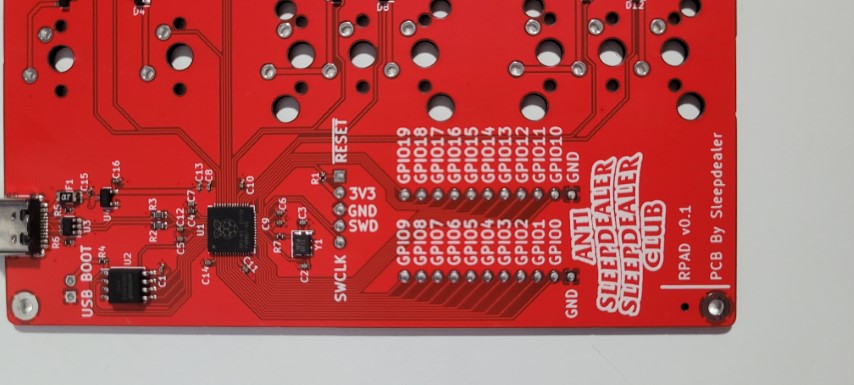 R6
R5
F1
U3
C15
USB BOOT
R4
C16
U2
R2
R3
C1
C5
C12
C4
C7
U1
C13
C14
C8
C10
C9
R7
C6
C2
C3
Y1
R1
SWCLK
RESET
SWD
GND
3V3
GPIO9 GPIO19
GPIO8 GPIO18
GPIO7 GPIO17
GPIO6 GPIO16
GPIO5 GPIO15
GPIO4 GPIO14
GPIO3 GPIO13
GPIO2 GPIO12
GPIO1 GPIO11
GPIO0 GPIO10
GND GND
ANTI
SLEEPDEALER
SLEEPDEALER
CLUB
RPAD v0.1
PCB By Sleepdealer